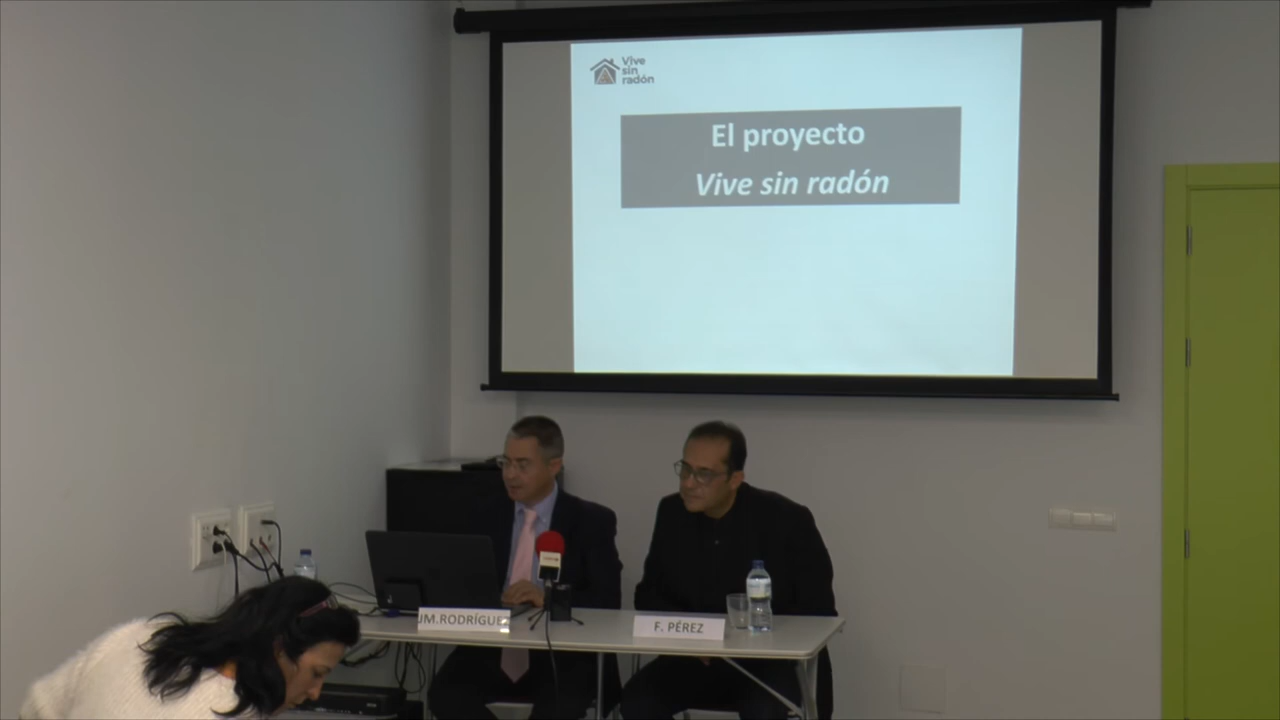 Vive
sin
radón
El proyecto
Vive sin radón
JM.RODRÍGUEZ
F. PÉREZ